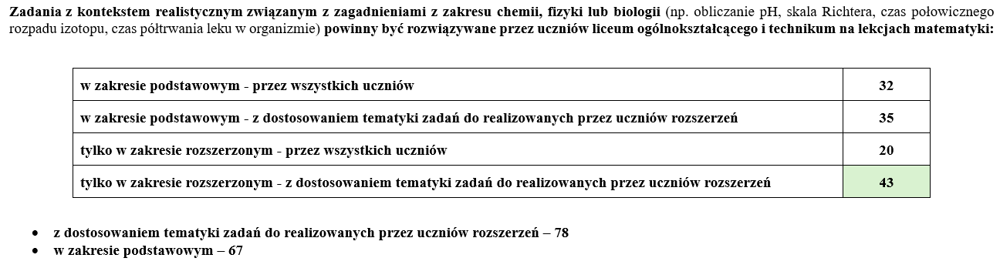 Zadania z kontekstem realistycznym związanym z zagadnieniami z zakresu chemii, fizyki lub biologii (np. obliczanie pH, skala Richtera, czas połowicznego
rozpadu izotopu, czas półtrwania leku w organizmie) powinny być rozwiązywane przez uczniów liceum ogólnokształcącego i technikum na lekcjach matematyki:
w zakresie podstawowym - przez wszystkich uczniów 32
w zakresie podstawowym - z dostosowaniem tematyki zadań do realizowanych przez uczniów rozszerzeń 35
tylko w zakresie rozszerzonym - przez wszystkich uczniów 20
tylko w zakresie rozszerzonym - z dostosowaniem tematyki zadań do realizowanych przez uczniów rozszerzeń 43
• z dostosowaniem tematyki zadań do realizowanych przez uczniów rozszerzeń – 78
• w zakresie podstawowym – 67